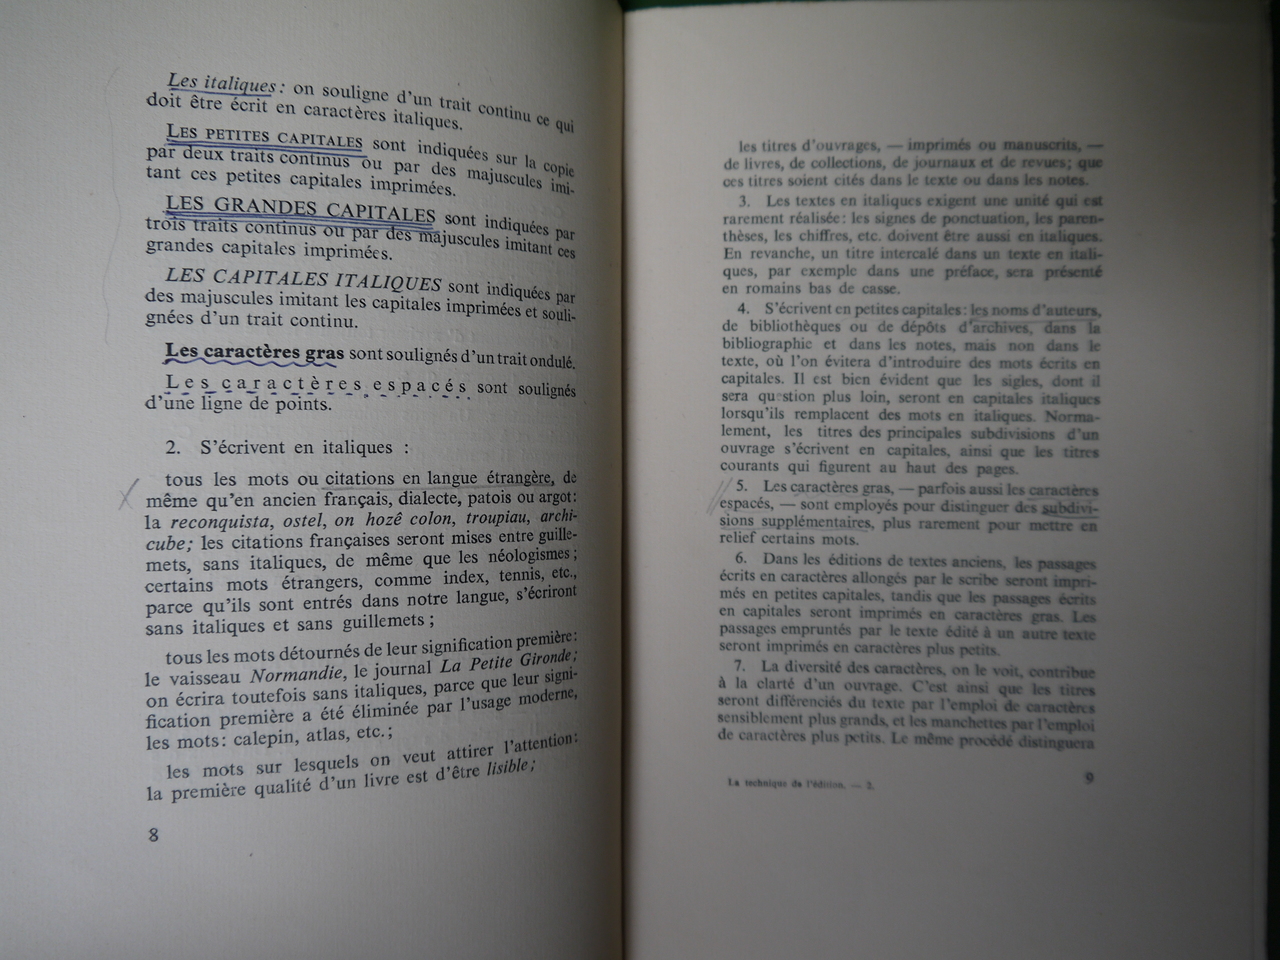 Les italiques : on souligne d'un trait continu ce qui
doit être écrit en caractères italiques.
LES PETITES CAPITALES sont indiquées sur la copie
par deux traits continus ou par des majuscules imi-
tant ces petites capitales imprimées.
LES GRANDES CAPITALES sont indiquées par
trois traits continus ou par des majuscules imitant ces
grandes capitales imprimées.
LES CAPITALES ITALIQUES sont indiquées par
des majuscules imitant les capitales imprimées et souli-
gnées d'un trait continu.
Les caractères gras sont soulignés d'un trait ondulé.
Les caractères espacés sont soulignés
d'une ligne de points.
2. S'écrivent en italiques :
tous les mots ou citations en langue étrangère, de
même qu'en ancien français, dialecte, patois ou argot:
la reconquista, ostel, on hozê colon, troupiau, archi-
cube; les citations françaises seront mises entre guille-
mets, sans italiques, de même que les néologismes ;
certains mots étrangers, comme index, tennis, etc.,
parce qu'ils sont entrés dans notre langue, s'écriront
sans italiques et sans guillemets ;
tous les mots détournés de leur signification première:
le vaisseau Normandie, le journal La Petite Gironde;
on écrira toutefois sans italiques, parce que leur signi-
fication première a été éliminée par l'usage moderne,
les mots: calepin, atlas, etc.;
les mots sur lesquels on veut attirer l'attention:
la première qualité d'un livre est d'être lisible;
8
les titres d'ouvrages, — imprimés ou manuscrits, —
de livres, de collections, de journaux et de revues; que
ces titres soient cités dans le texte ou dans les notes.
3. Les textes en italiques exigent une unité qui est
rarement réalisée: les signes de ponctuation, les paren-
thèses, les chiffres, etc. doivent être aussi en italiques.
En revanche, un titre intercalé dans un texte en itali-
ques, par exemple dans une préface, sera présenté
en romains bas de casse.
4. S'écrivent en petites capitales: les noms d'auteurs,
de bibliothèques ou de dépôts d'archives, dans la
bibliographie et dans les notes, mais non dans le
texte, où l'on évitera d'introduire des mots écrits en
capitales. Il est bien évident que les sigles, dont il
sera question plus loin, seront en capitales italiques
lorsqu'ils remplacent des mots en italiques. Norma-
lement, les titres des principales subdivisions d'un
ouvrage s'écrivent en capitales, ainsi que les titres
courants qui figurent au haut des pages.
5. Les caractères gras, — parfois aussi les caractères
espacés, — sont employés pour distinguer des subdivi-
sions supplémentaires, plus rarement pour mettre en
relief certains mots.
6. Dans les éditions de textes anciens, les passages
écrits en caractères allongés par le scribe seront impri-
més en petites capitales, tandis que les passages écrits
en capitales seront imprimés en caractères gras. Les
passages empruntés par le texte édité à un autre texte
seront imprimés en caractères plus petits.
7. La diversité des caractères, on le voit, contribue
à la clarté d'un ouvrage. C'est ainsi que les titres
seront différenciés du texte par l'emploi de caractères
sensiblement plus grands, et les manchettes par l'emploi
de caractères plus petits. Le même procédé distinguera
La technique de l'édition. — 2.
9